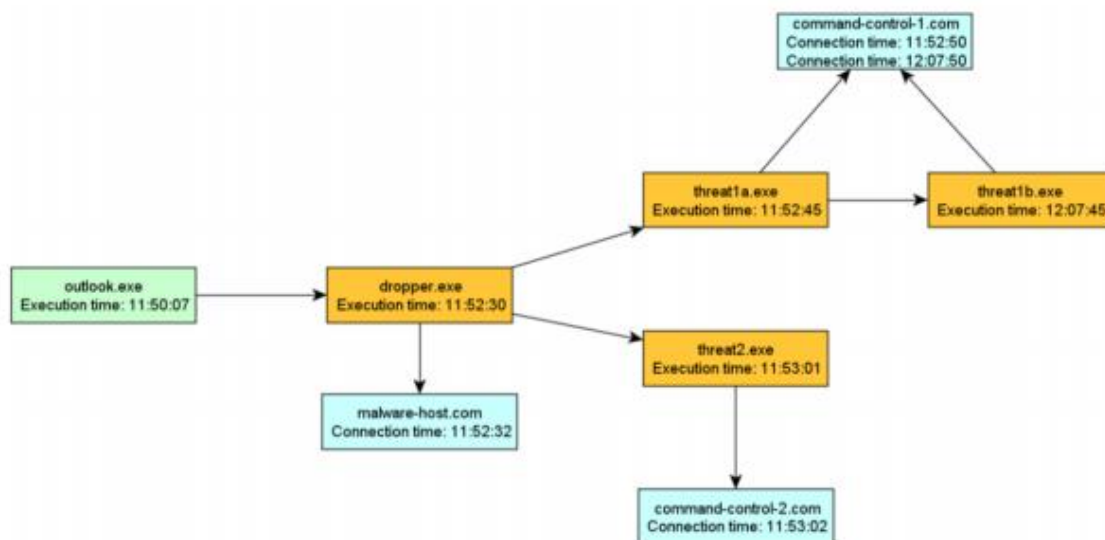 command-control-1.com
Connection time: 11:52:50
Connection time: 12:07:50
threat1a.exe
Execution time: 11:52:45
threat1b.exe
Execution time: 12:07:45
outlook.exe
Execution time: 11:50:07
dropper.exe
Execution time: 11:52:30
threat2.exe
Execution time: 11:53:01
malware-host.com
Connection time: 11:52:32
command-control-2.com
Connection time: 11:53:02